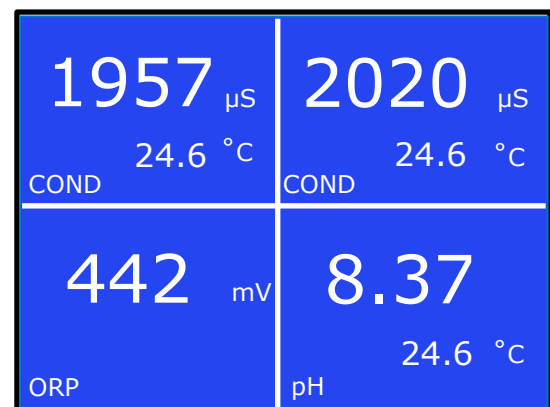 1957 µS
24.6 °C
COND
2020 µS
24.6 °C
COND
442 mV
ORP
8.37
24.6 °C
pH